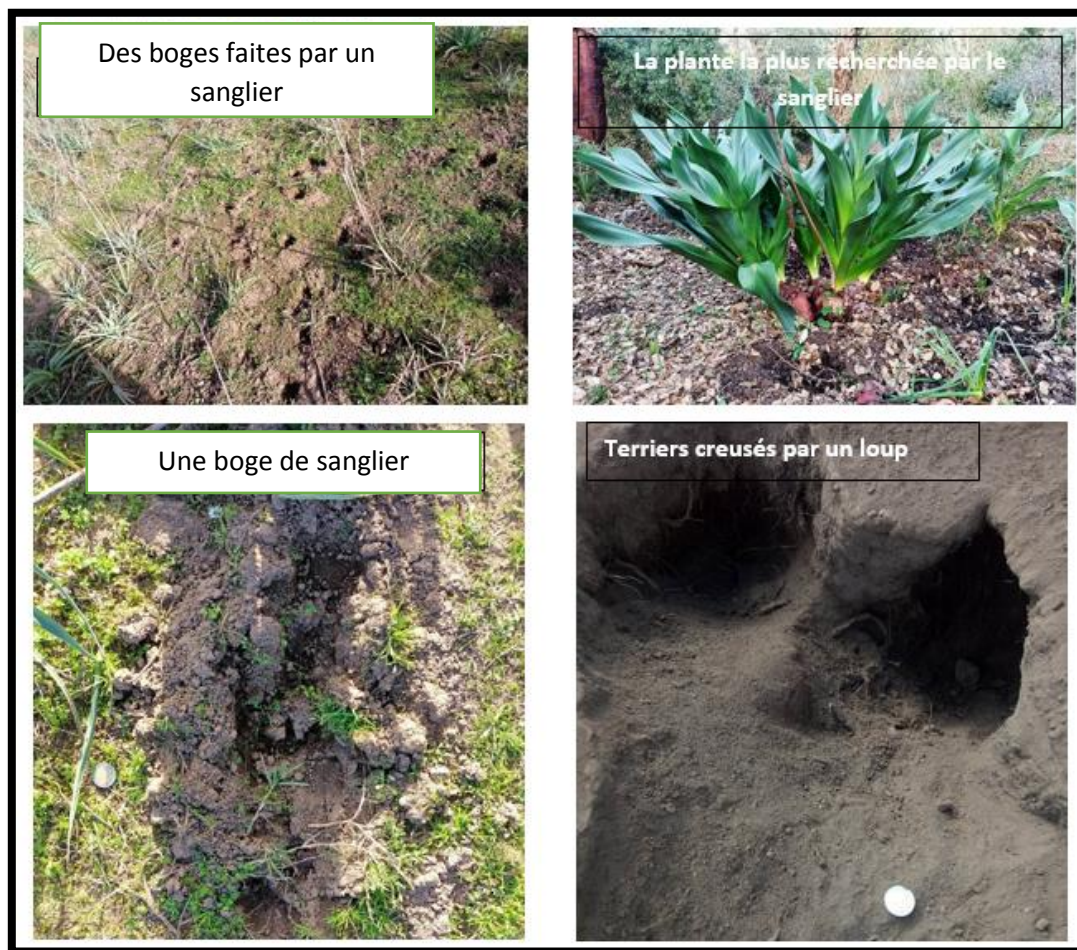 Des boges faites par un
sanglier
La plante la plus recherchée par le
sanglier
Une boge de sanglier
Terriers creusés par un loup